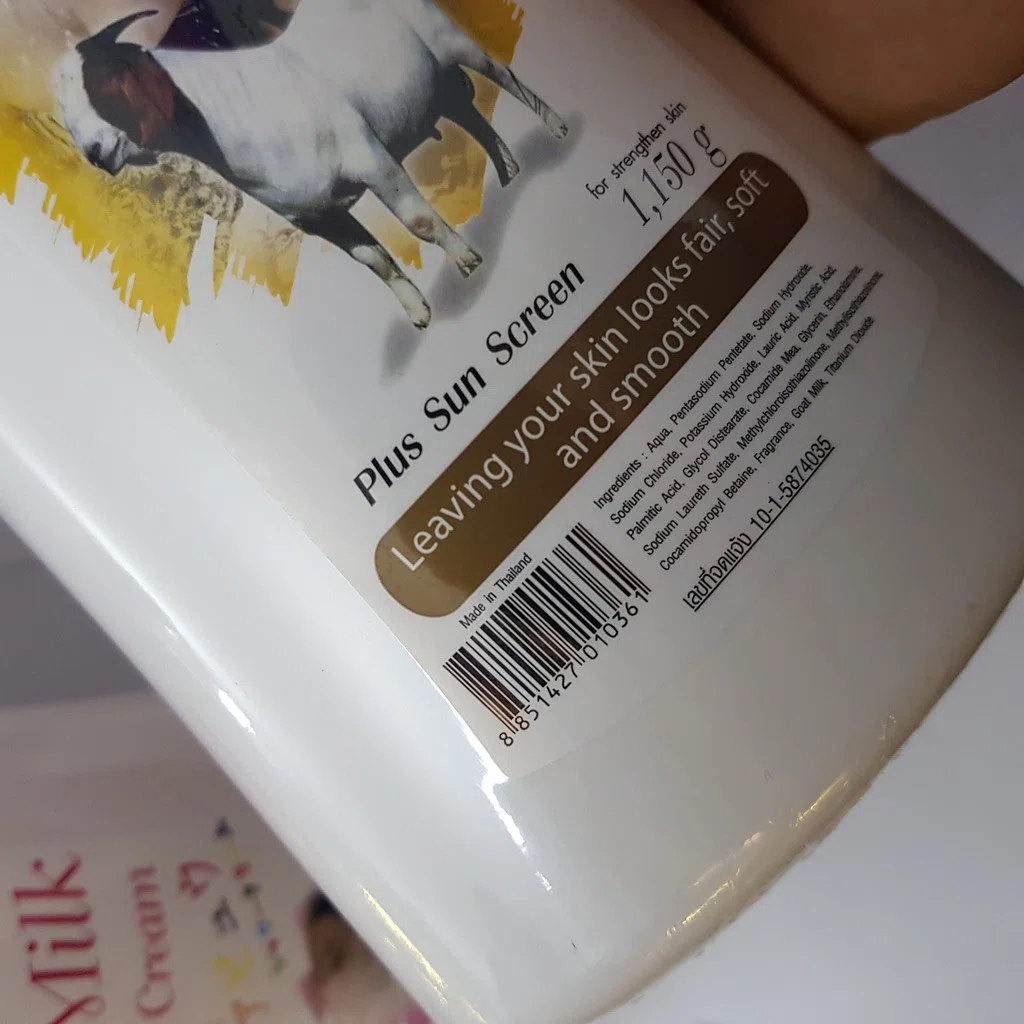 for strengthen skin
1,150 g
Plus Sun Screen
Leaving your skin looks fair, soft
and smooth
Ingredients : Aqua, Pentasodium Pentetate, Sodium Hydroxide,
Sodium Chloride, Potassium Hydroxide, Lauric Acid, Myristic Acid,
Palmitic Acid, Glycol Distearate, Cocamide Mea, Glycerin, Ethanolamine,
Sodium Laureth Sulfate, Methylchloroisothiazolinone, Methylisothiazolinone,
Cocamidopropyl Betaine, Fragrance, Goat Milk, Titanium Dioxide
เลขที่จดแจ้ง 10-1-5874035
Made in Thailand
8 851427 010361
Milk
Cream